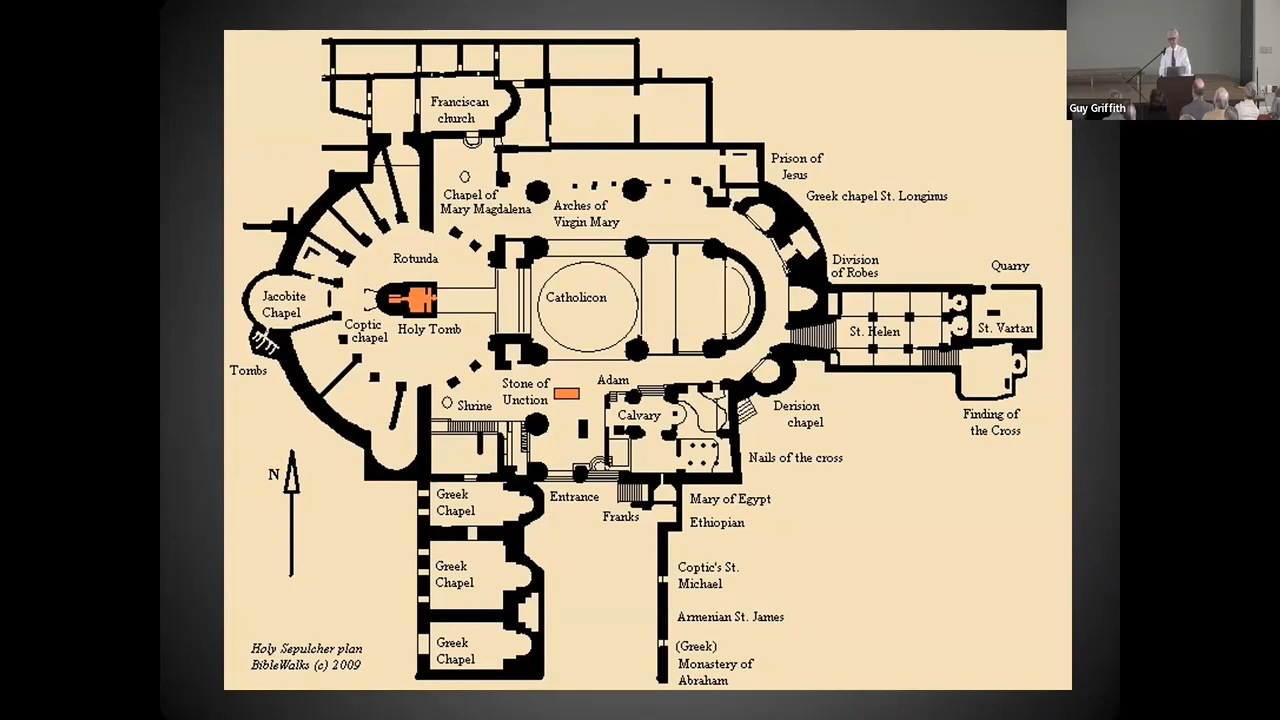 Guy Griffith
Franciscan
church
Prison of
Jesus
Chapel of
Mary Magdalena
Arches of
Virgin Mary
Greek chapel St. Longinus
Rotunda
Division
of Robes
Quarry
Jacobite
Chapel
Catholicon
Coptic
chapel
Holy Tomb
St. Helen
St. Vartan
Tombs
Stone of
Unction
Adam
Shrine
Calvary
Derision
chapel
Finding of
the Cross
Nails of the cross
N
Greek
Chapel
Entrance
Franks
Mary of Egypt
Ethiopian
Greek
Chapel
Coptic's St.
Michael
Armenian St. James
Greek
Chapel
(Greek)
Monastery of
Abraham
Holy Sepulcher plan
BibleWalks (c) 2009